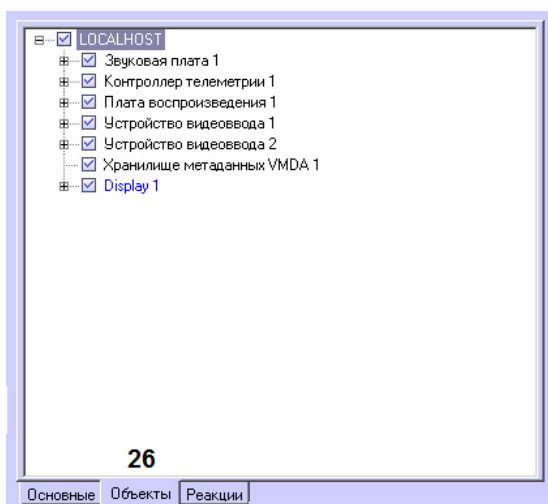 LOCALHOST
Звуковая плата 1
Контроллер телеметрии 1
Плата воспроизведения 1
Устройство видеоввода 1
Устройство видеоввода 2
Хранилище метаданных VMDA 1
Display 1
26
Основные Объекты Реакции